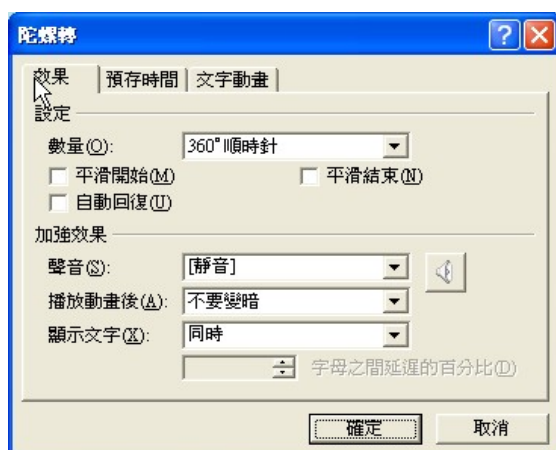 陀螺轉
效果 預存時間 文字動畫
設定
數量(O): 360° 順時針
平滑開始(M) 平滑結束(N)
自動回復(U)
加強效果
聲音(S): [靜音]
播放動畫後(A): 不要變暗
顯示文字(X): 同時
字母之間延遲的百分比(D)
確定 取消